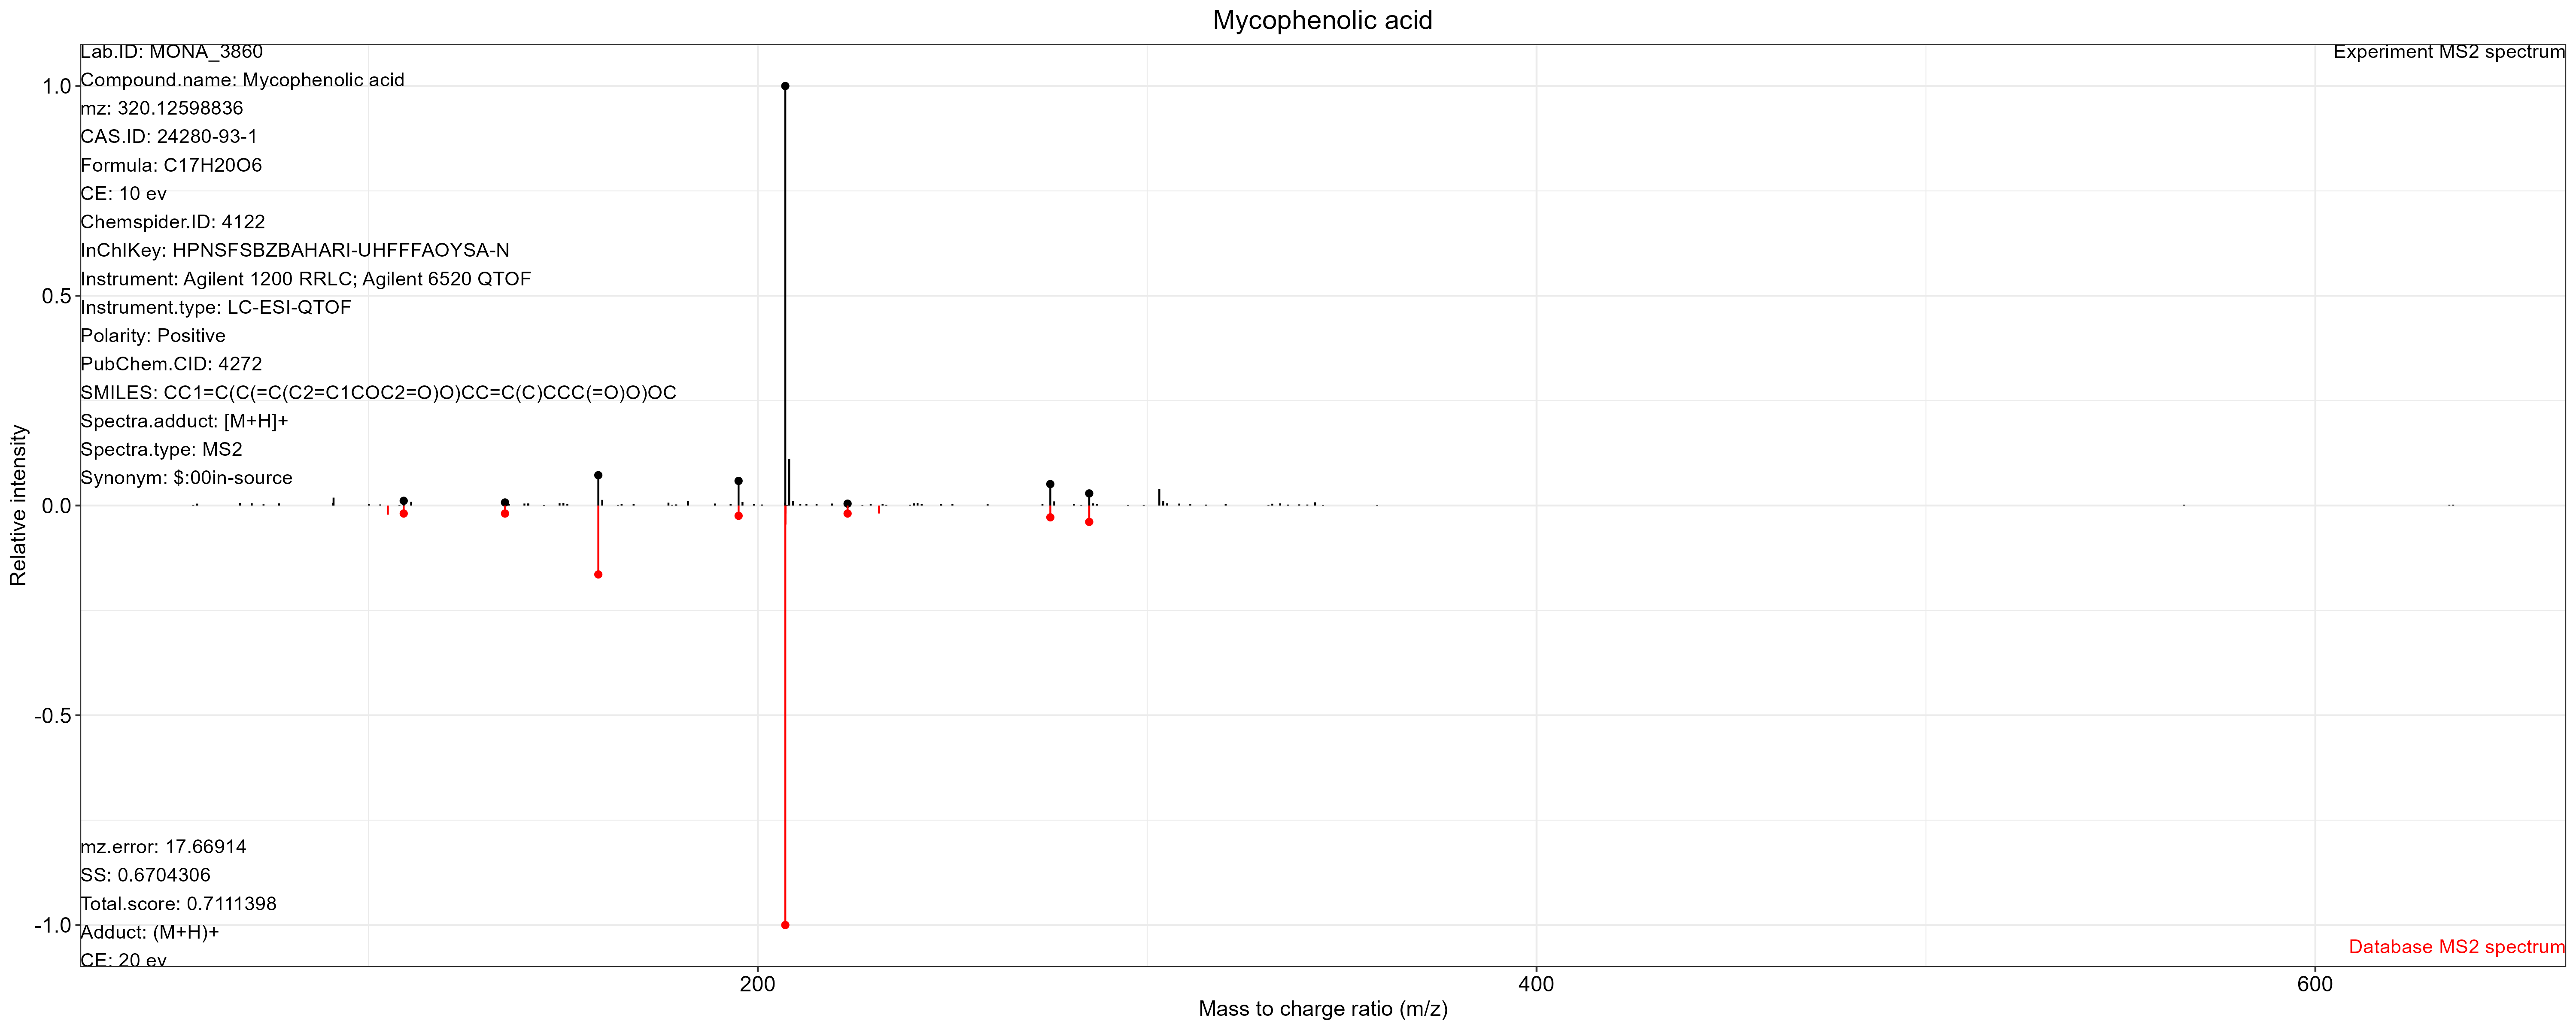 Mycophenolic acid
Lab.ID: MONA_3860
Experiment MS2 spectrum
Compound.name: Mycophenolic acid
mz: 320.12598836
CAS.ID: 24280-93-1
Formula: C17H20O6
CE: 10 ev
Chemspider.ID: 4122
InChIKey: HPNSFSBZBAHARI-UHFFFAOYSA-N
Instrument: Agilent 1200 RRLC; Agilent 6520 QTOF
Instrument.type: LC-ESI-QTOF
Polarity: Positive
PubChem.CID: 4272
SMILES: CC1=C(C(=C(C2=C1COC2=O)O)CC=C(C)CCC(=O)O)OC
Spectra.adduct: [M+H]+
Spectra.type: MS2
Synonym: $:00in-source
1.0
0.5
0.0
-0.5
-1.0
Relative intensity
mz.error: 17.66914
SS: 0.6704306
Total.score: 0.7111398
Adduct: (M+H)+
CE: 20 ev
Database MS2 spectrum
200
400
600
Mass to charge ratio (m/z)